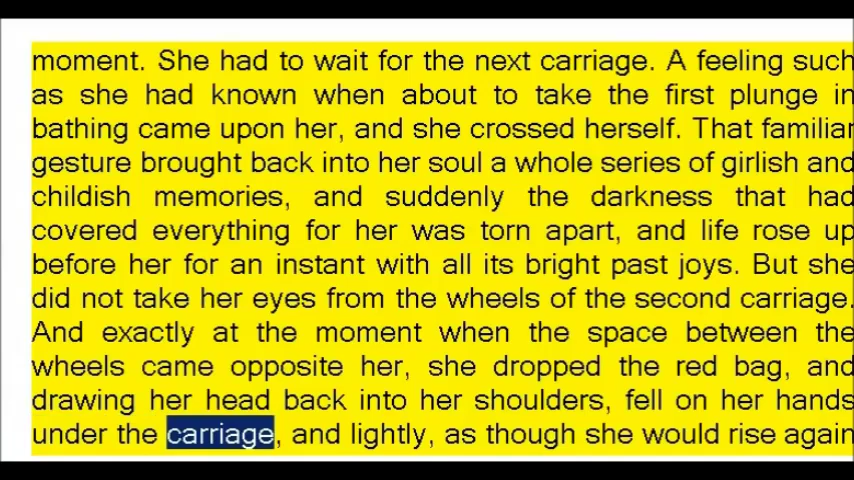 moment. She had to wait for the next carriage. A feeling such
as she had known when about to take the first plunge in
bathing came upon her, and she crossed herself. That familiar
gesture brought back into her soul a whole series of girlish and
childish memories, and suddenly the darkness that had
covered everything for her was torn apart, and life rose up
before her for an instant with all its bright past joys. But she
did not take her eyes from the wheels of the second carriage.
And exactly at the moment when the space between the
wheels came opposite her, she dropped the red bag, and
drawing her head back into her shoulders, fell on her hands
under the carriage, and lightly, as though she would rise again